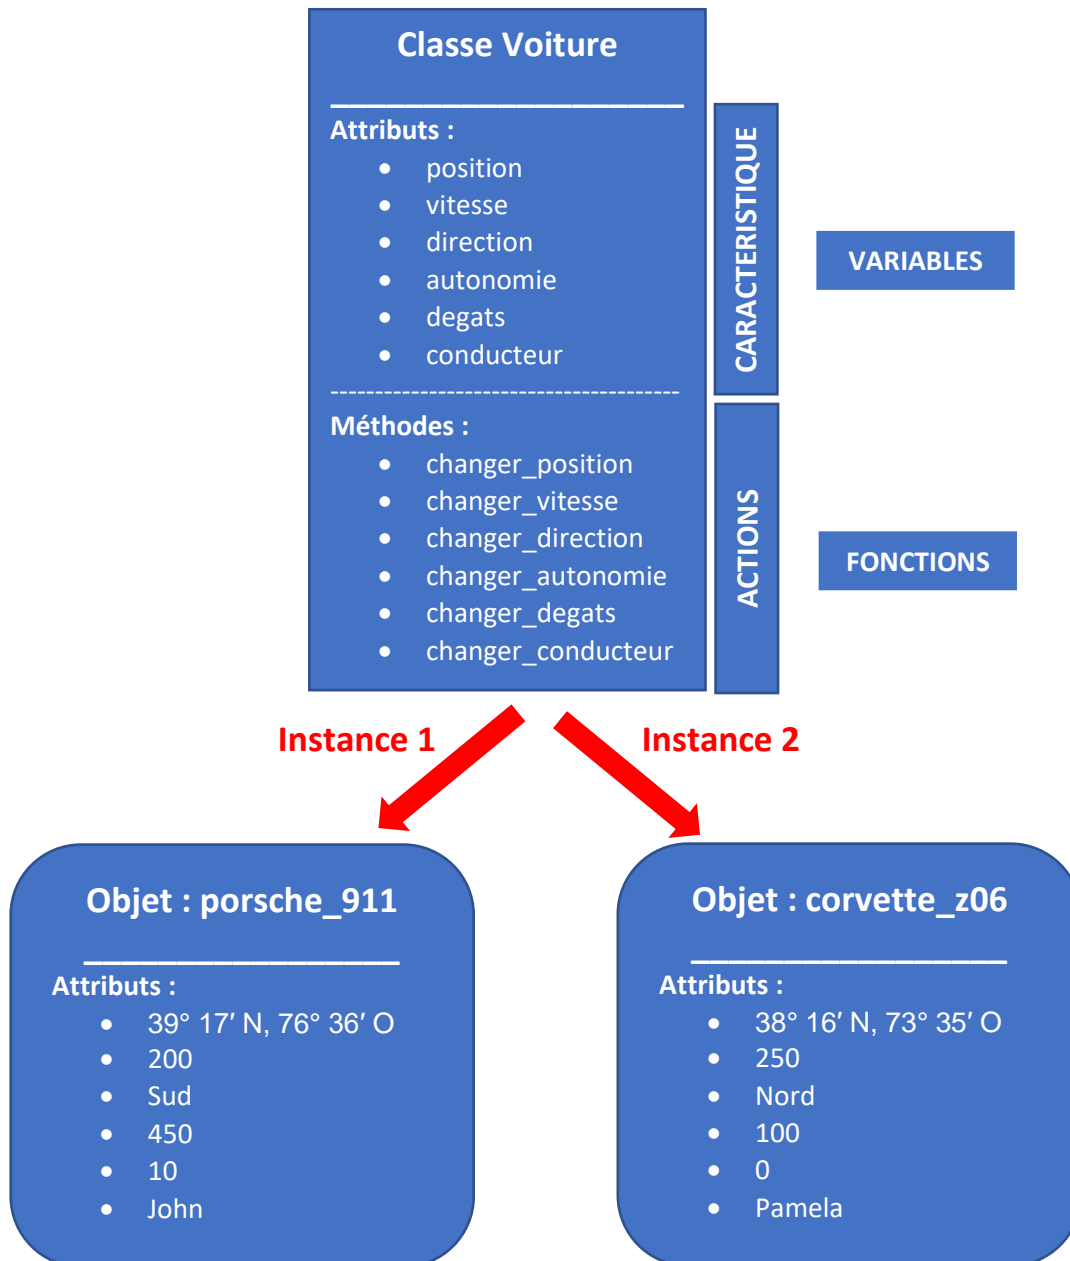 Classe Voiture
Attributs :
• position
• vitesse
• direction
• autonomie
• degats
• conducteur
CARACTERISTIQUE
VARIABLES
Méthodes :
• changer_position
• changer_vitesse
• changer_direction
• changer_autonomie
• changer_degats
• changer_conducteur
ACTIONS
FONCTIONS
Instance 1
Instance 2
Objet : porsche_911
Attributs :
• 39° 17′ N, 76° 36′ O
• 200
• Sud
• 450
• 10
• John
Objet : corvette_z06
Attributs :
• 38° 16′ N, 73° 35′ O
• 250
• Nord
• 100
• 0
• Pamela